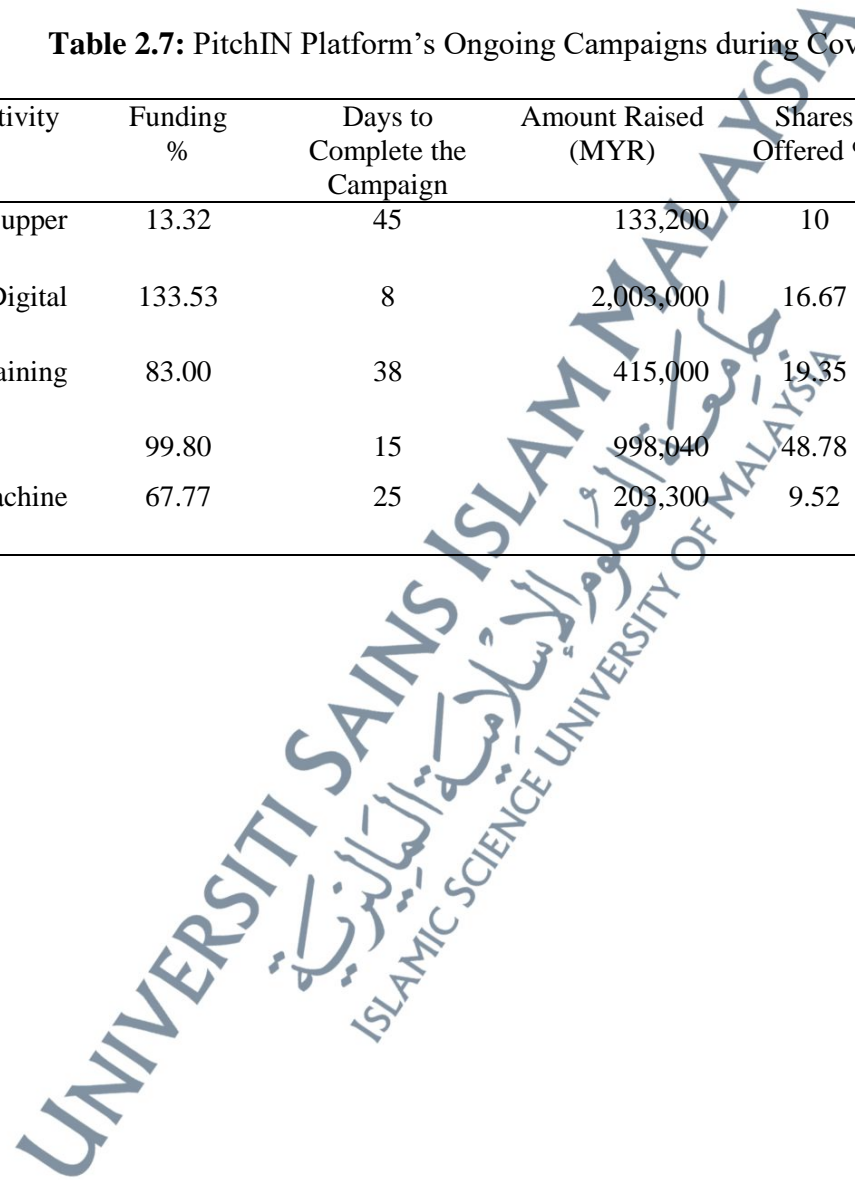 Table 2.7: PitchIN Platform's Ongoing Campaigns during Cov
tivity Funding Days to Amount Raised Shares
% Complete the (MYR) Offered %
Campaign
upper 13.32 45 133,200 10
Digital 133.53 8 2,003,000 16.67
aining 83.00 38 415,000 19.35
99.80 15 998,040 48.78
achine 67.77 25 203,300 9.52
UNIVERSITI SAINS ISLAM MALAYSIA
جامعة العلوم الإسلامية الماليزية
ISLAMIC SCIENCE UNIVERSITY OF MALAYSIA